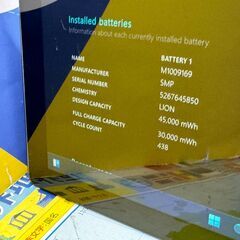 Installed batteries
Information about each currently installed battery
BATTERY 1
NAME M1009169
MANUFACTURER SMP
SERIAL NUMBER 5267645850
CHEMISTRY LION
DESIGN CAPACITY 45,000 mWh
FULL CHARGE CAPACITY 30,000 mWh
CYCLE COUNT 438